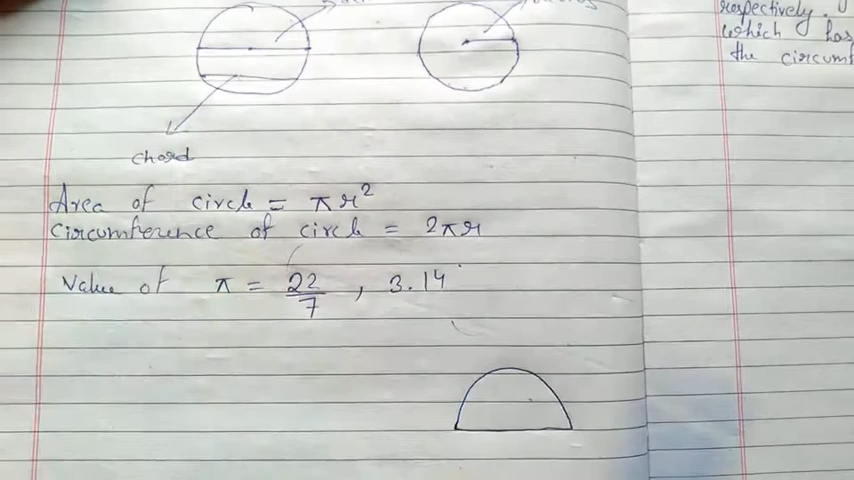 chord
Area of circle = πr²
Circumference of circle = 2πr
Value of π = 22/7 , 3.14
respectively.
which has
the circumf